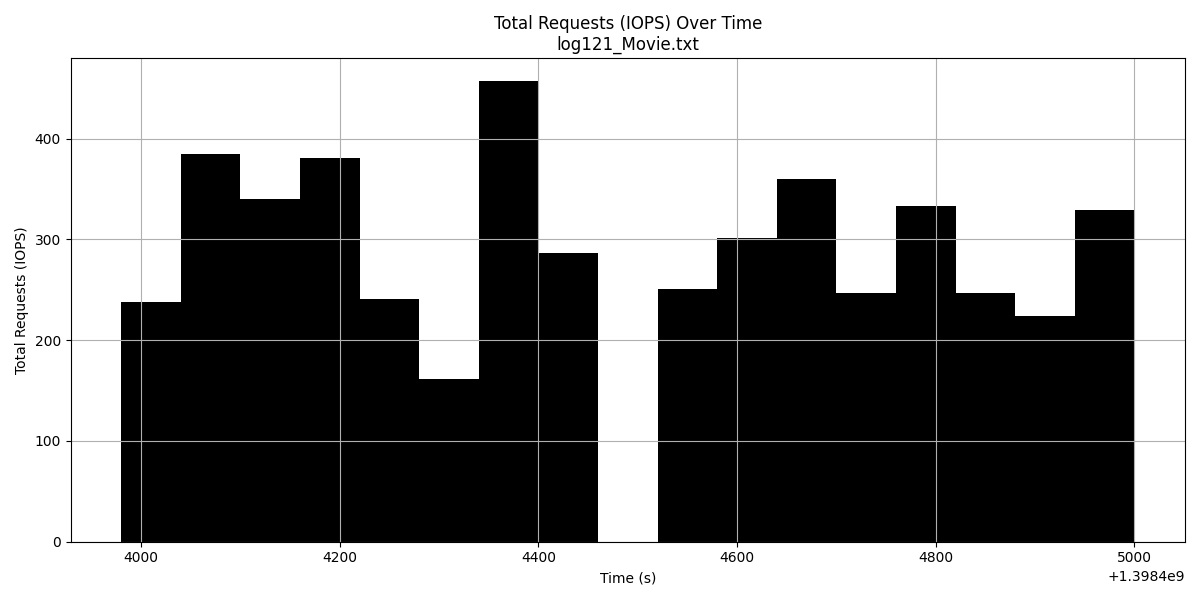 Total Requests (IOPS) Over Time
log121_Movie.txt
Total Requests (IOPS)
400
300
200
100
0
4000 4200 4400 4600 4800 5000
+1.3984e9
Time (s)